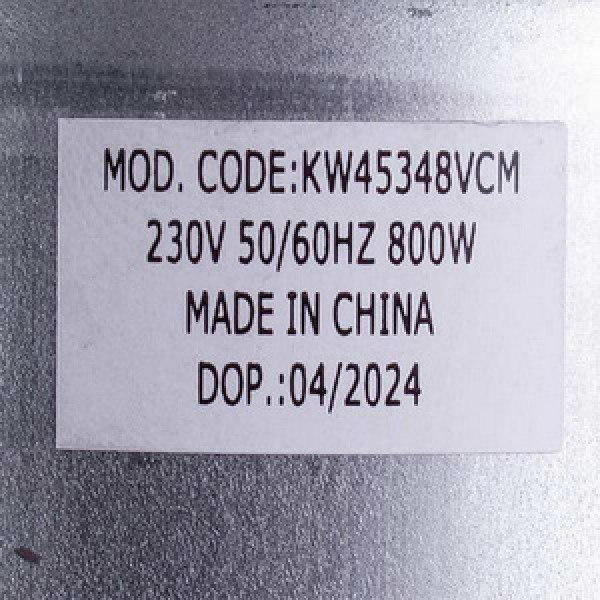 MOD. CODE:KW45348VCM
230V 50/60HZ 800W
MADE IN CHINA
DOP.:04/2024